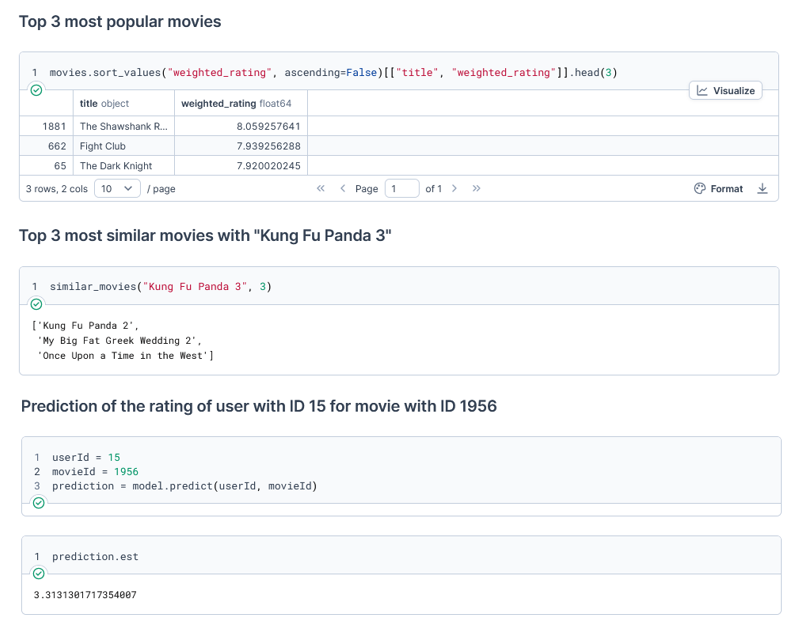 Top 3 most popular movies
1 movies.sort_values("weighted_rating", ascending=False)[["title", "weighted_rating"]].head(3)
Visualize
title object weighted_rating float64
1881 The Shawshank R... 8.059257641
662 Fight Club 7.939256288
65 The Dark Knight 7.920020245
3 rows, 2 cols 10 / page « < Page 1 of 1 > » Format
Top 3 most similar movies with "Kung Fu Panda 3"
1 similar_movies("Kung Fu Panda 3", 3)
['Kung Fu Panda 2',
'My Big Fat Greek Wedding 2',
'Once Upon a Time in the West']
Prediction of the rating of user with ID 15 for movie with ID 1956
1 userId = 15
2 movieId = 1956
3 prediction = model.predict(userId, movieId)
1 prediction.est
3.3131301717354007